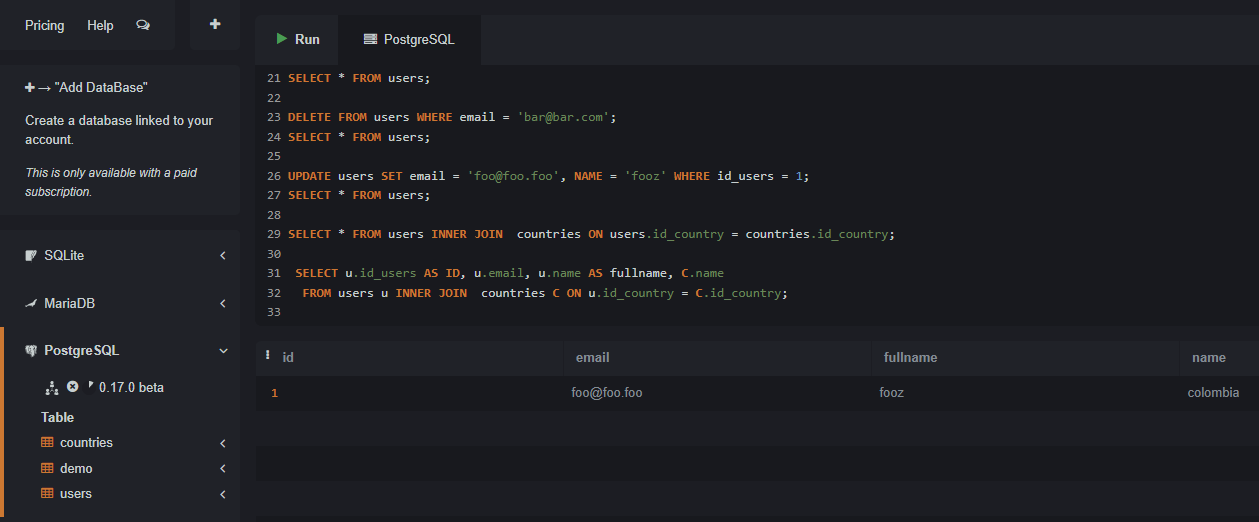 Pricing Help
Run PostgreSQL
"Add DataBase"
Create a database linked to your
account.
This is only available with a paid
subscription.
SQLite
MariaDB
PostgreSQL
0.17.0 beta
Table
countries
demo
users
21 SELECT * FROM users;
22
23 DELETE FROM users WHERE email = 'bar@bar.com';
24 SELECT * FROM users;
25
26 UPDATE users SET email = 'foo@foo.foo', NAME = 'fooz' WHERE id_users = 1;
27 SELECT * FROM users;
28
29 SELECT * FROM users INNER JOIN  countries ON users.id_country = countries.id_country;
30
31  SELECT u.id_users AS ID, u.email, u.name AS fullname, C.name
32   FROM users u INNER JOIN  countries C ON u.id_country = C.id_country;
33
id email fullname name
1 foo@foo.foo fooz colombia